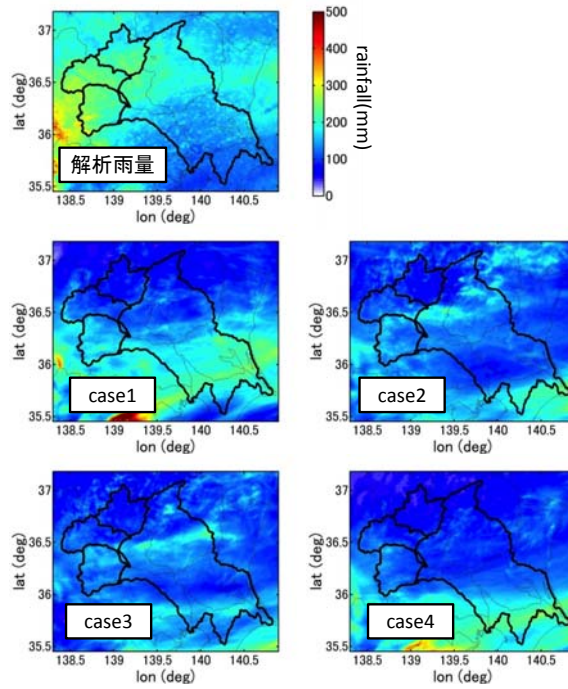 37
36.5
36
35.5
lat (deg)
138.5 139 139.5 140 140.5
lon (deg)
解析雨量
500
400
300
200
100
0
rainfall(mm)
37
36.5
36
35.5
lat (deg)
138.5 139 139.5 140 140.5
lon (deg)
case1
37
36.5
36
35.5
lat (deg)
138.5 139 139.5 140 140.5
lon (deg)
case2
37
36.5
36
35.5
lat (deg)
138.5 139 139.5 140 140.5
lon (deg)
case3
37
36.5
36
35.5
lat (deg)
138.5 139 139.5 140 140.5
lon (deg)
case4